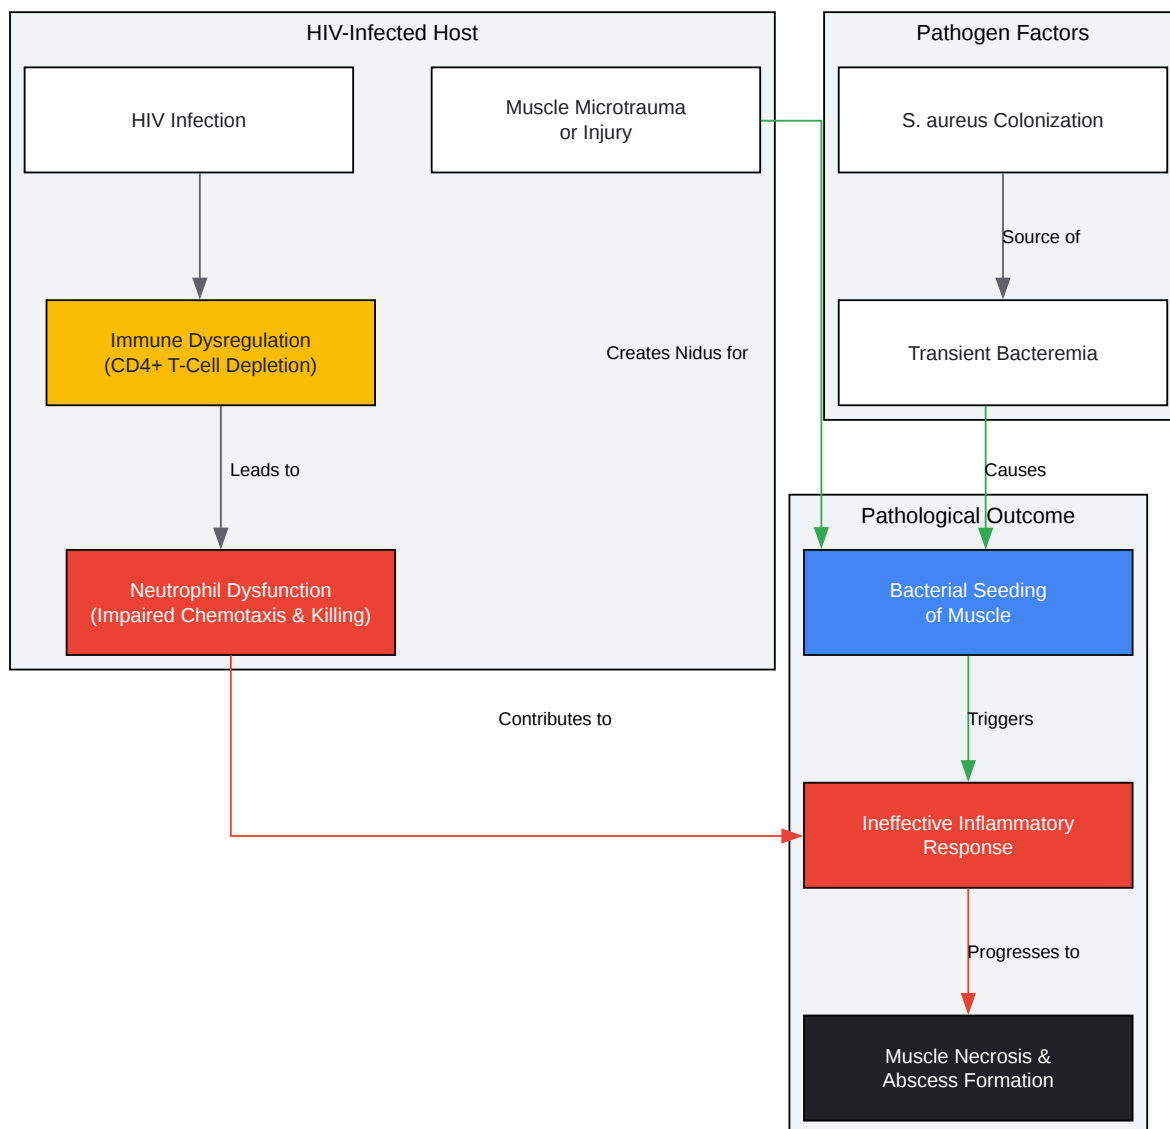 HIV-Infected Host
HIV Infection
Muscle Microtrauma
or Injury
Immune Dysregulation
(CD4+ T-Cell Depletion)
Creates Nidus for
Leads to
Neutrophil Dysfunction
(Impaired Chemotaxis & Killing)
Contributes to
Pathogen Factors
S. aureus Colonization
Source of
Transient Bacteremia
Causes
Pathological Outcome
Bacterial Seeding
of Muscle
Triggers
Ineffective Inflammatory
Response
Progresses to
Muscle Necrosis &
Abscess Formation